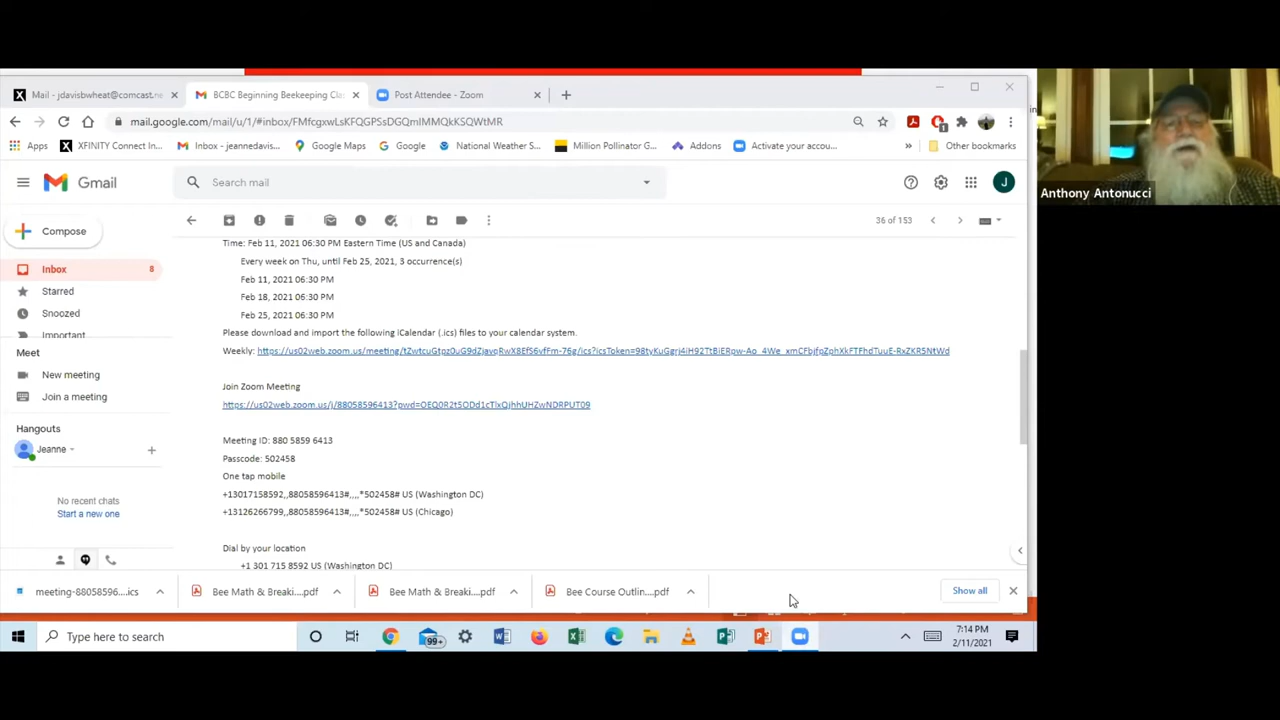 Mail - jdavisbwheat@comcast.ne
BCBC Beginning Beekeeping Cla
Post Attendee - Zoom
mail.google.com/mail/u/1/#inbox/FMfcgxwLsKFQGPSsDGQmlMMQkKSQWtMR
Apps
XFINITY Connect In...
Inbox - jeannedavis...
Google Maps
Google
National Weather S...
Million Pollinator G...
Addons
Activate your accou...
Other bookmarks
Gmail
Search mail
J
Compose
36 of 153
Inbox 8
Starred
Snoozed
Important
Meet
New meeting
Join a meeting
Hangouts
Jeanne
No recent chats
Start a new one
Time: Feb 11, 2021 06:30 PM Eastern Time (US and Canada)
Every week on Thu, until Feb 25, 2021, 3 occurrence(s)
Feb 11, 2021 06:30 PM
Feb 18, 2021 06:30 PM
Feb 25, 2021 06:30 PM
Please download and import the following iCalendar (.ics) files to your calendar system.
Weekly:
Join Zoom Meeting
Meeting ID: 880 5859 6413
Passcode: 502458
One tap mobile
+13017158592,,88058596413#,,,,*502458# US (Washington DC)
+13126266799,,88058596413#,,,,*502458# US (Chicago)
Dial by your location
+1 301 715 8592 US (Washington DC)
meeting-88058596....ics
Bee Math & Breaki....pdf
Bee Math & Breaki....pdf
Bee Course Outlin....pdf
Show all
Type here to search
99+
7:14 PM
2/11/2021
Anthony Antonucci